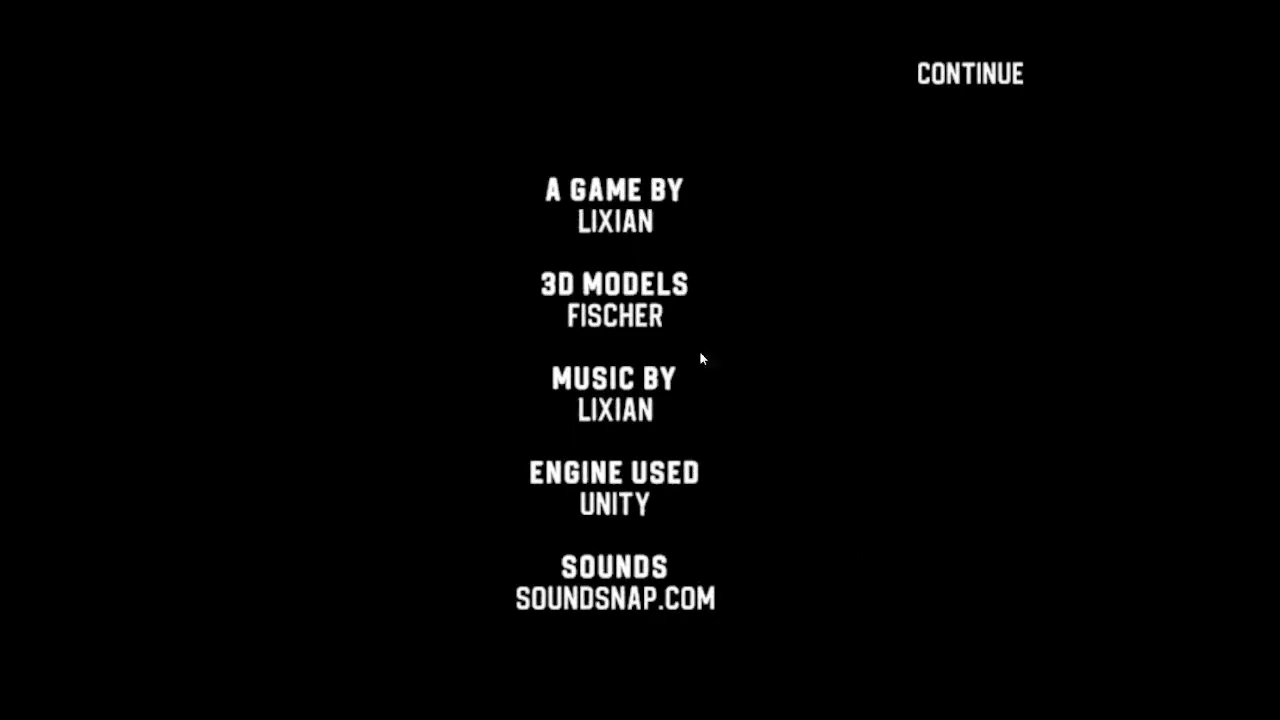 CONTINUE
A GAME BY
LIXIAN
3D MODELS
FISCHER
MUSIC BY
LIXIAN
ENGINE USED
UNITY
SOUNDS
SOUNDSNAP.COM